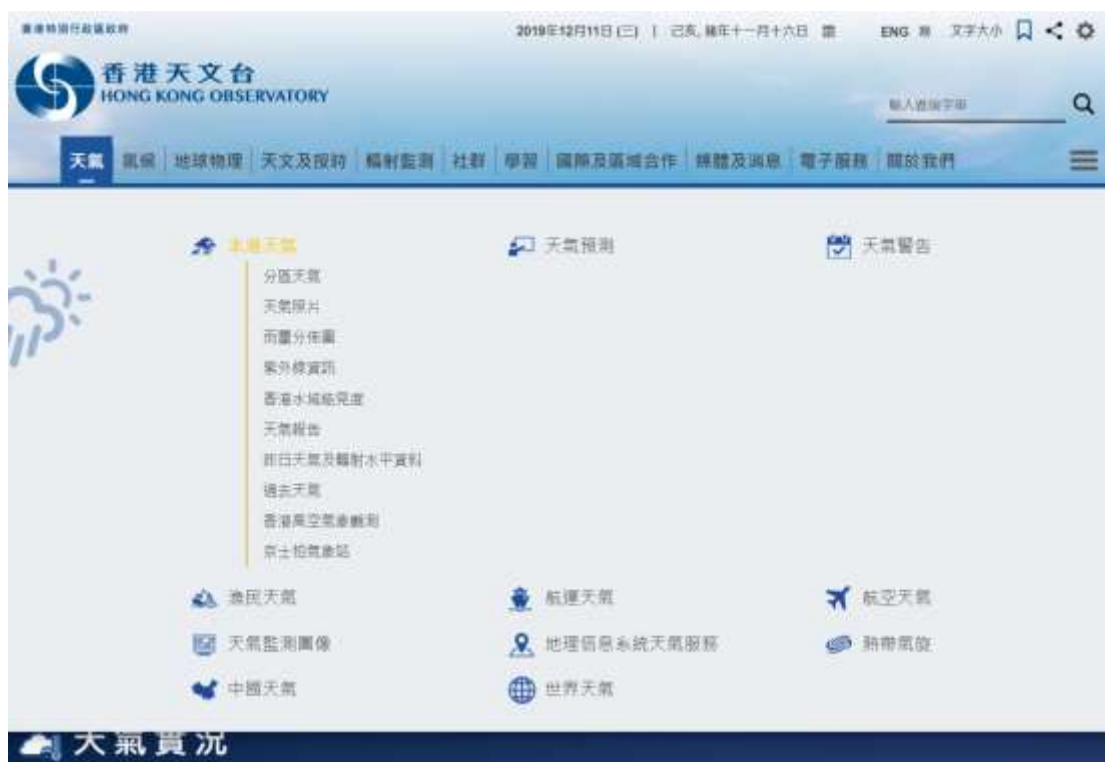 香港特別行政區政府
2019年12月11日 (三) | 己亥, 豬年十一月十六日 ENG 文字大小
香港天文台
HONG KONG OBSERVATORY
輸入查詢字串
天氣 氣候 地球物理 天文及授時 輻射監測 社群 學習 國際及區域合作 媒體及消息 電子服務 關於我們
本港天氣 天氣預測 天氣警告
分區天氣
天氣照片
雨量分佈圖
紫外線資訊
香港水域能見度
天氣報告
昨日天氣及輻射水平資料
過去天氣
香港高空氣象觀測
京士柏氣象站
漁民天氣 航運天氣 航空天氣
天氣監測圖像 地理信息系統天氣服務 熱帶氣旋
中國天氣 世界天氣
天氣實況